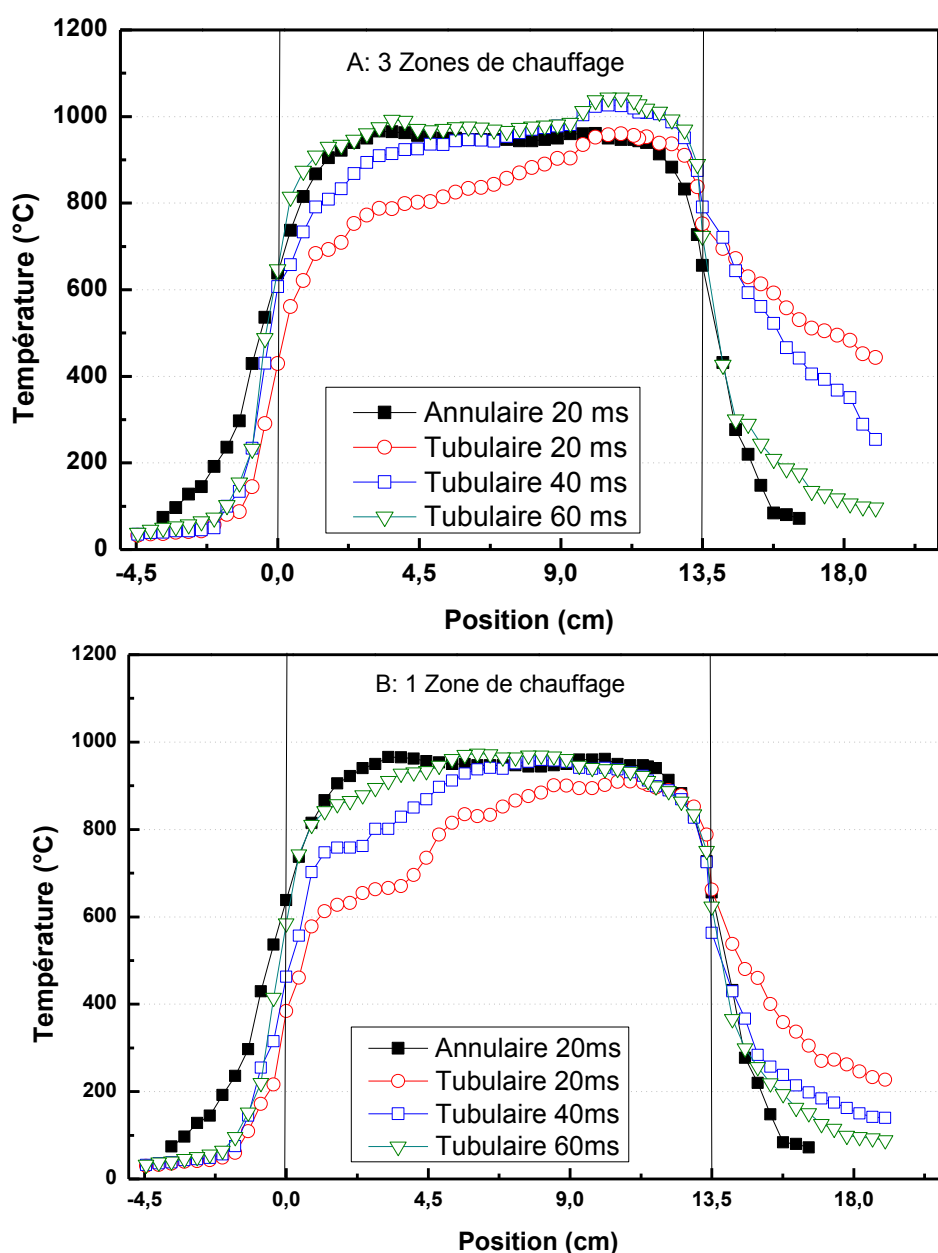 1200
A: 3 Zones de chauffage
1000
800
600
400
200
0
Température (°C)
Annulaire 20 ms
Tubulaire 20 ms
Tubulaire 40 ms
Tubulaire 60 ms
-4,5 0,0 4,5 9,0 13,5 18,0
Position (cm)
1200
B: 1 Zone de chauffage
1000
800
600
400
200
0
Température (°C)
Annulaire 20ms
Tubulaire 20ms
Tubulaire 40ms
Tubulaire 60ms
-4,5 0,0 4,5 9,0 13,5 18,0
Position (cm)